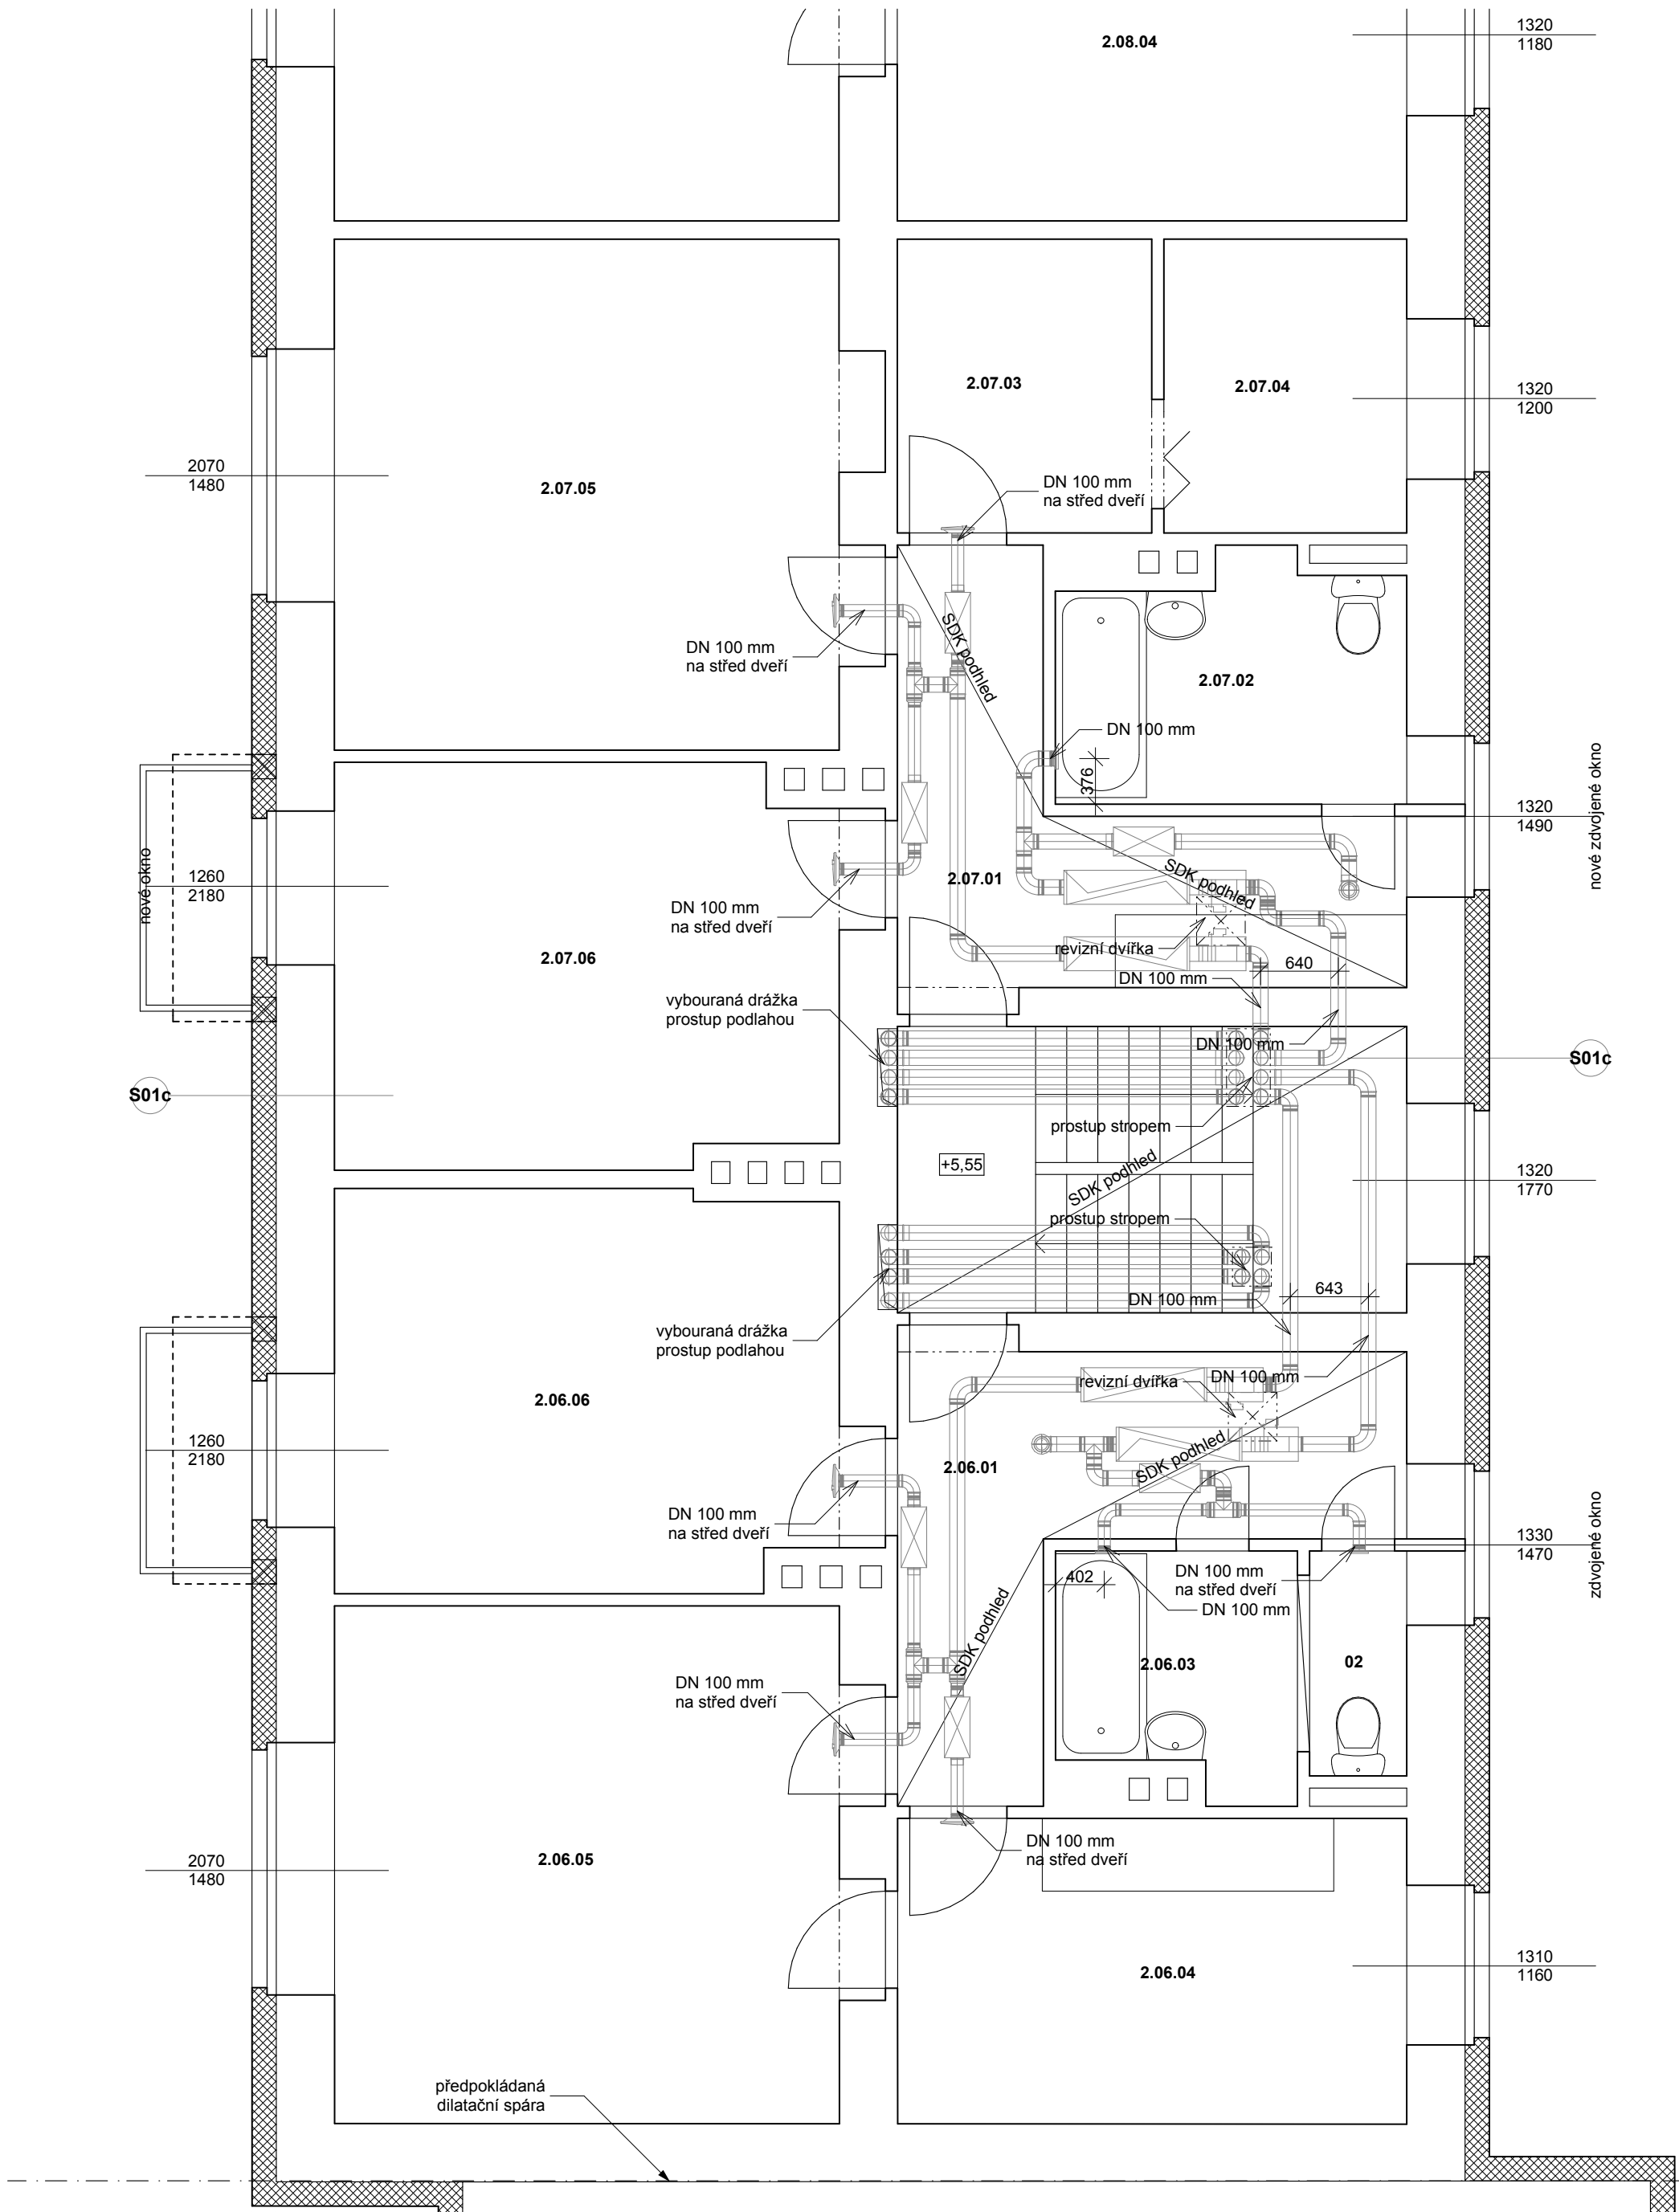 2.08.04
1320
1180
2.07.03
2.07.04
1320
1200
2070
1480
2.07.05
DN 100 mm
na střed dveří
DN 100 mm
na střed dveří
SDK podhled
2.07.02
DN 100 mm
376
nové zdvojené okno
1320
1490
nové okno
1260
2180
2.07.01
SDK podhled
DN 100 mm
na střed dveří
revizní dvířka
2.07.06
640
DN 100 mm
vybouraná drážka
prostup podlahou
DN 100 mm
S01c
S01c
prostup stropem
+5,55
SDK podhled
1320
1770
prostup stropem
643
DN 100 mm
vybouraná drážka
prostup podlahou
revizní dvířka
DN 100 mm
2.06.06
1260
2180
2.06.01
SDK podhled
DN 100 mm
na střed dveří
zdvojené okno
1330
1470
402
DN 100 mm
na střed dveří
DN 100 mm
SDK podhled
2.06.03
02
DN 100 mm
na střed dveří
DN 100 mm
na střed dveří
2070
1480
2.06.05
2.06.04
1310
1160
předpokládaná
dilatační spára